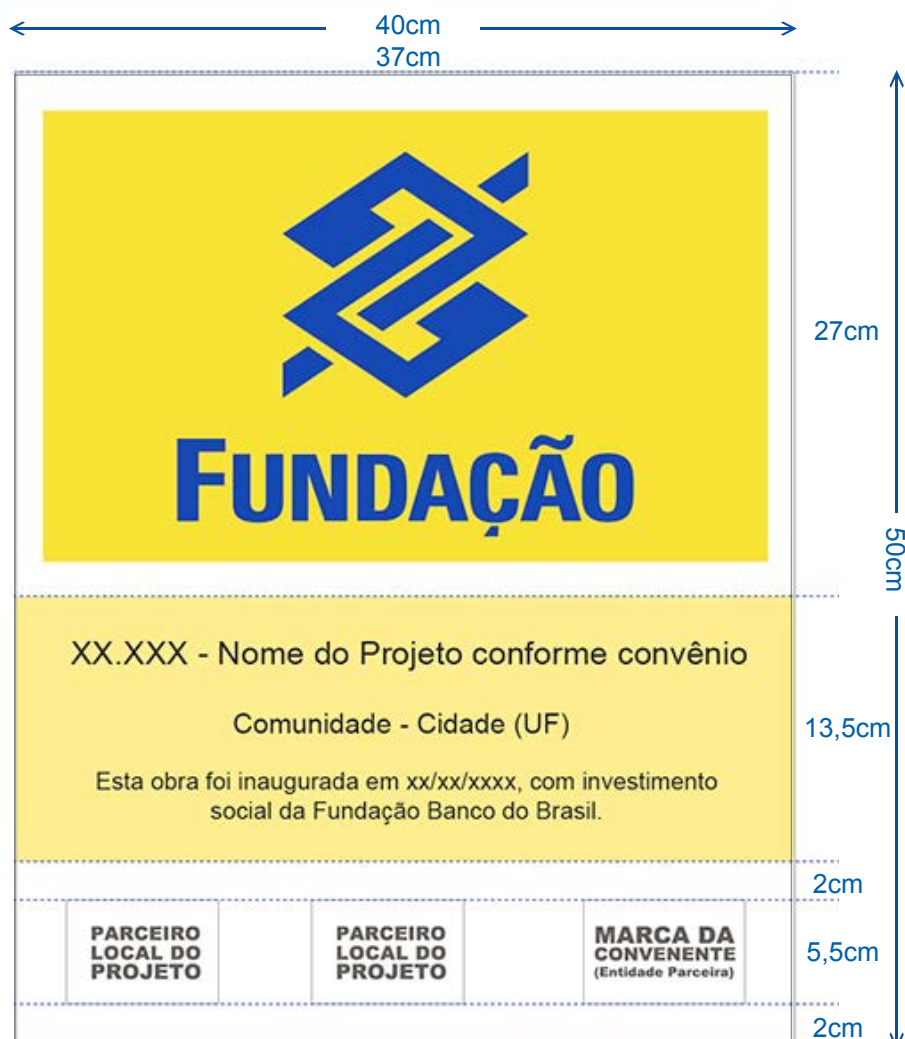 40cm
37cm
FUNDAÇÃO
27cm
50cm
XX.XXX - Nome do Projeto conforme convênio
Comunidade - Cidade (UF)
13,5cm
Esta obra foi inaugurada em xx/xx/xxxx, com investimento
social da Fundação Banco do Brasil.
2cm
PARCEIRO
LOCAL DO
PROJETO
PARCEIRO
LOCAL DO
PROJETO
MARCA DA
CONVENENTE
(Entidade Parceira)
5,5cm
2cm